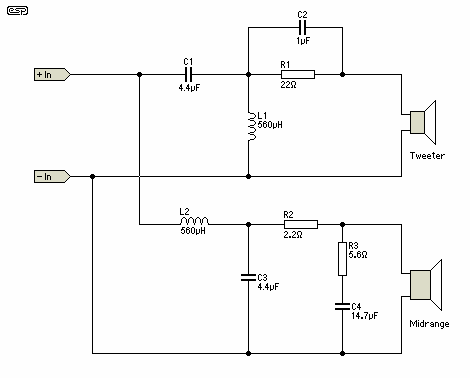 esp
C2
1µF
C1
4.4µF
R1
22Ω
+ In
L1
560µH
Tweeter
- In
L2
560µH
R2
2.2Ω
R3
5.6Ω
C3
4.4µF
C4
14.7µF
Midrange